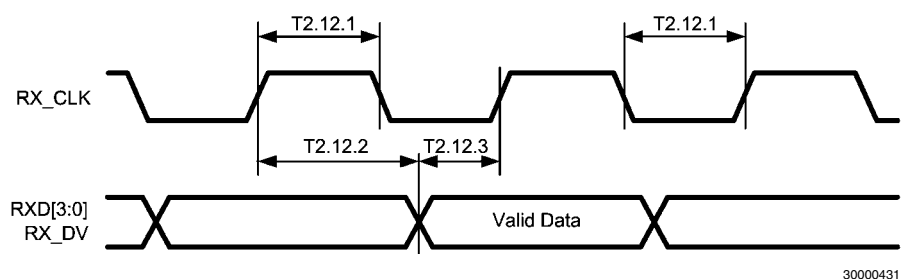 T2.12.1 T2.12.1
RX_CLK
T2.12.2 T2.12.3
RXD[3:0]
RX_DV
Valid Data
30000431